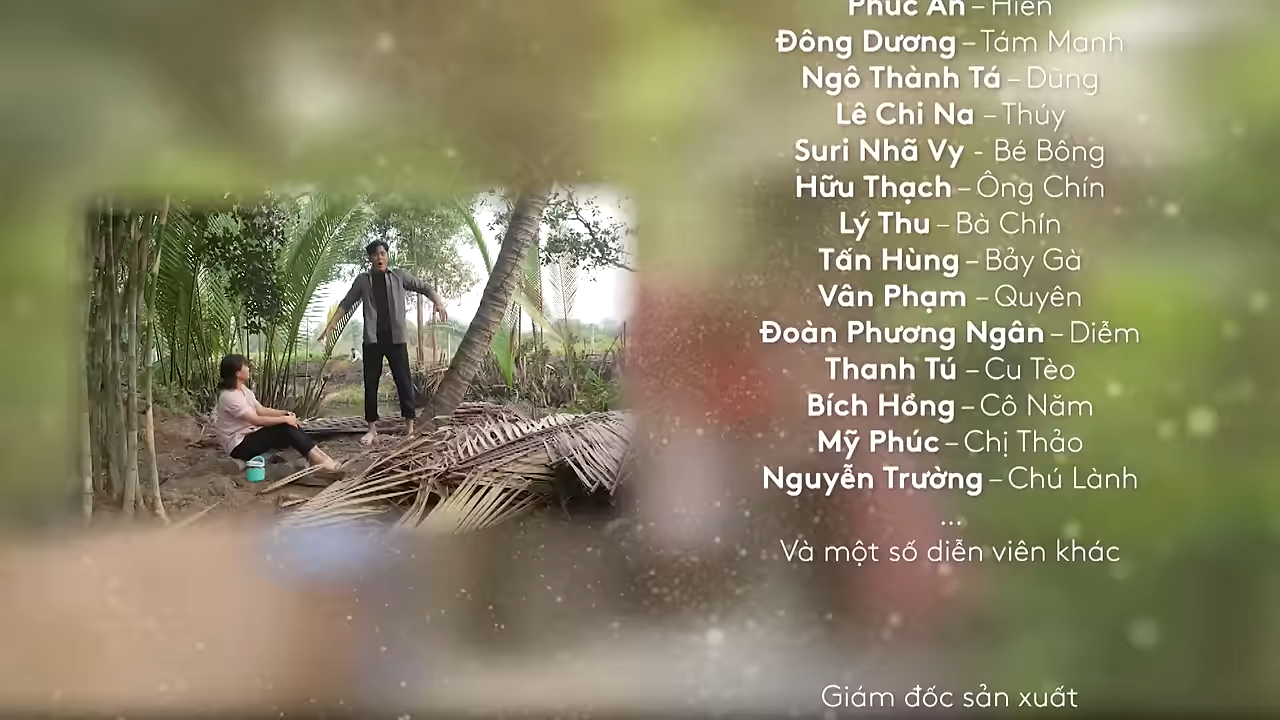 Phúc An – Hiền
Đông Dương – Tám Mạnh
Ngô Thành Tá – Dũng
Lê Chi Na – Thúy
Suri Nhã Vy - Bé Bông
Hữu Thạch – Ông Chín
Lý Thu – Bà Chín
Tấn Hùng – Bảy Gà
Vân Phạm – Quyên
Đoàn Phương Ngân – Diễm
Thanh Tú – Cu Tèo
Bích Hồng – Cô Năm
Mỹ Phúc – Chị Thảo
Nguyễn Trường – Chú Lành
...
Và một số diễn viên khác
Giám đốc sản xuất